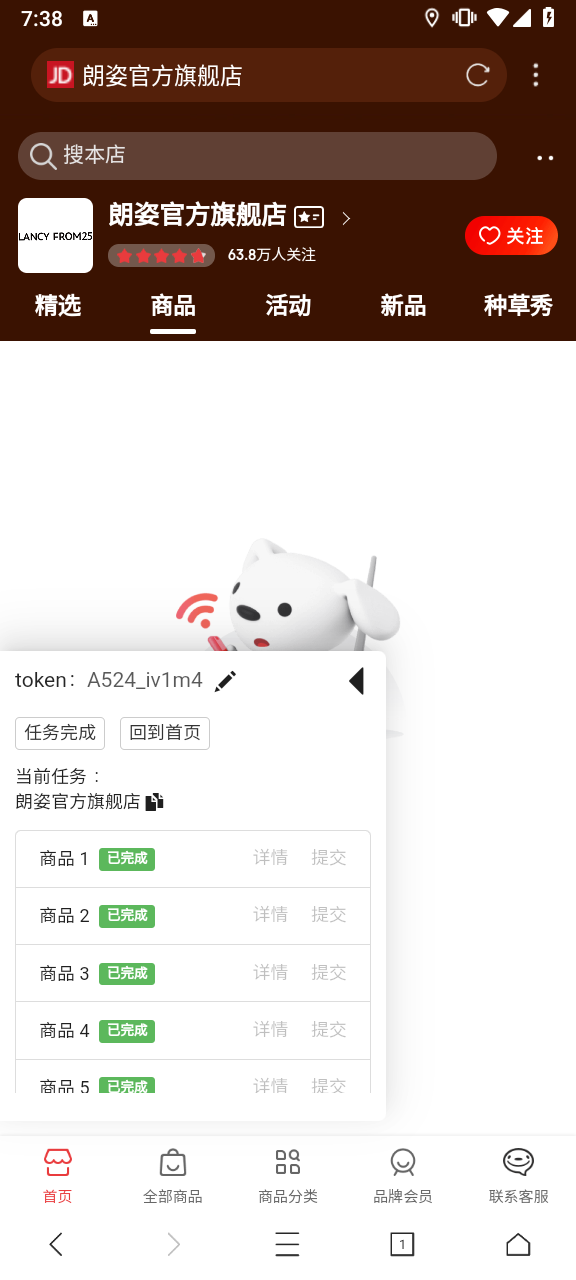 7:38
A
JD 朗姿官方旗舰店
搜本店
LANCY FROM25
朗姿官方旗舰店
63.8万人关注
关注
精选 商品 活动 新品 种草秀
token： A524_iv1m4
任务完成 回到首页
当前任务：
朗姿官方旗舰店
商品 1 已完成 详情 提交
商品 2 已完成 详情 提交
商品 3 已完成 详情 提交
商品 4 已完成 详情 提交
商品 5 已完成 详情 提交
首页 全部商品 商品分类 品牌会员 联系客服
1